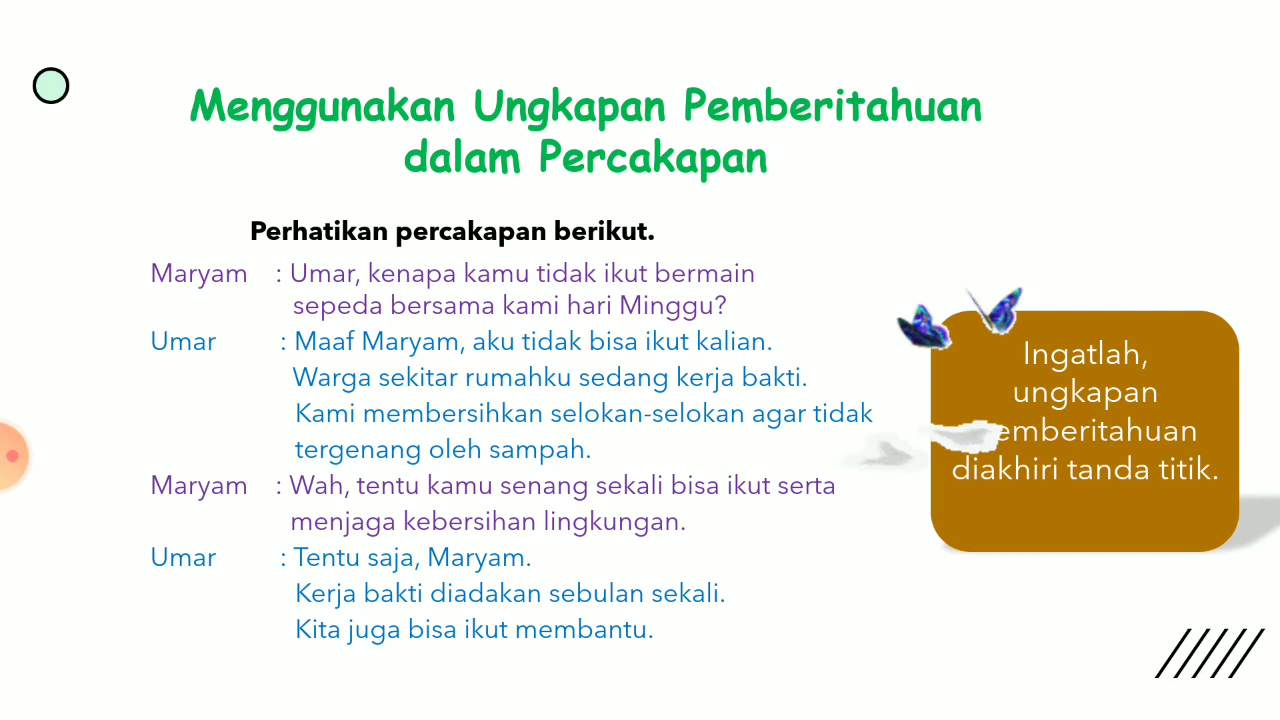 Menggunakan Ungkapan Pemberitahuan
dalam Percakapan
Perhatikan percakapan berikut.
Maryam : Umar, kenapa kamu tidak ikut bermain
sepeda bersama kami hari Minggu?
Umar : Maaf Maryam, aku tidak bisa ikut kalian.
Warga sekitar rumahku sedang kerja bakti.
Kami membersihkan selokan-selokan agar tidak
tergenang oleh sampah.
Maryam : Wah, tentu kamu senang sekali bisa ikut serta
menjaga kebersihan lingkungan.
Umar : Tentu saja, Maryam.
Kerja bakti diadakan sebulan sekali.
Kita juga bisa ikut membantu.
Ingatlah,
ungkapan
pemberitahuan
diakhiri tanda titik.